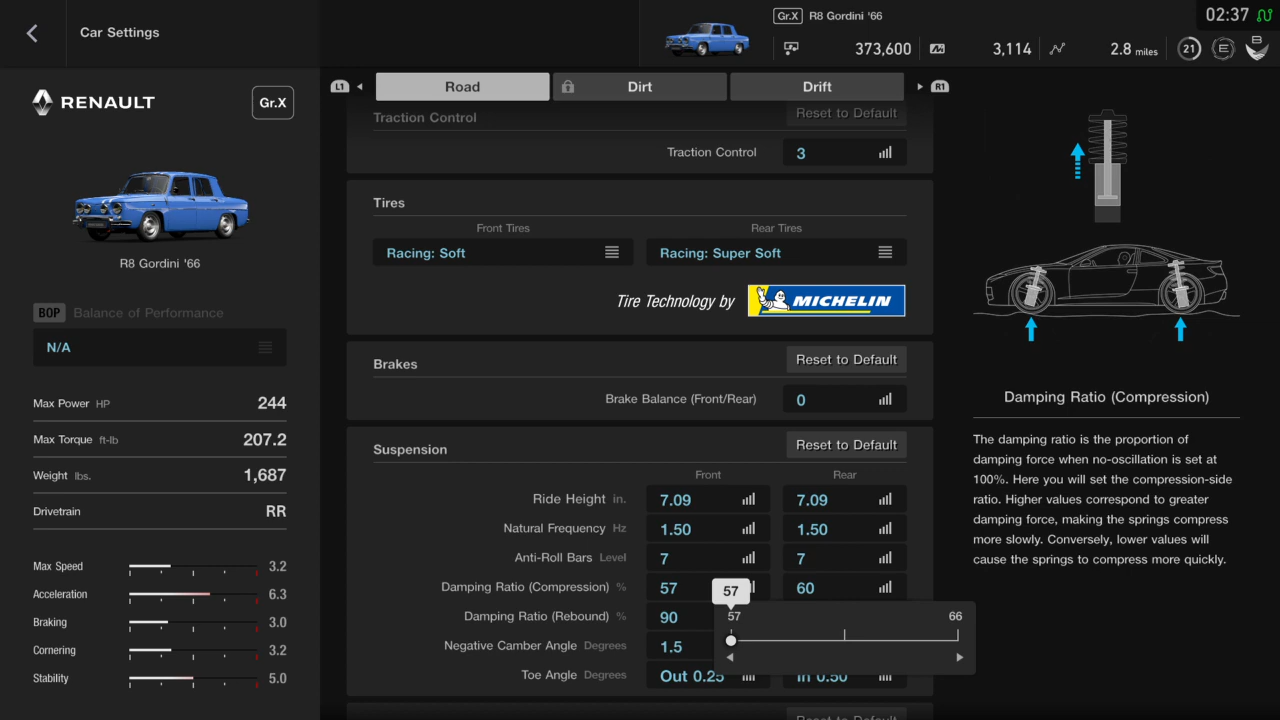 Car Settings
Gr.X R8 Gordini '66
373,600 3,114 2.8 miles 21 E B
02:37
RENAULT Gr.X
R8 Gordini '66
BOP Balance of Performance
N/A
Max Power HP 244
Max Torque ft-lb 207.2
Weight lbs. 1,687
Drivetrain RR
Max Speed 3.2
Acceleration 6.3
Braking 3.0
Cornering 3.2
Stability 5.0
L1 Road Dirt Drift R1
Traction Control Reset to Default
Traction Control 3
Tires
Front Tires Rear Tires
Racing: Soft Racing: Super Soft
Tire Technology by MICHELIN
Brakes Reset to Default
Brake Balance (Front/Rear) 0
Suspension Reset to Default
Front Rear
Ride Height in. 7.09 7.09
Natural Frequency Hz 1.50 1.50
Anti-Roll Bars Level 7 7
Damping Ratio (Compression) % 57 60
57
57 66
Damping Ratio (Rebound) % 90
Negative Camber Angle Degrees 1.5
Toe Angle Degrees Out 0.25 In 0.50
Reset to Default
Damping Ratio (Compression)
The damping ratio is the proportion of
damping force when no-oscillation is set at
100%. Here you will set the compression-side
ratio. Higher values correspond to greater
damping force, making the springs compress
more slowly. Conversely, lower values will
cause the springs to compress more quickly.